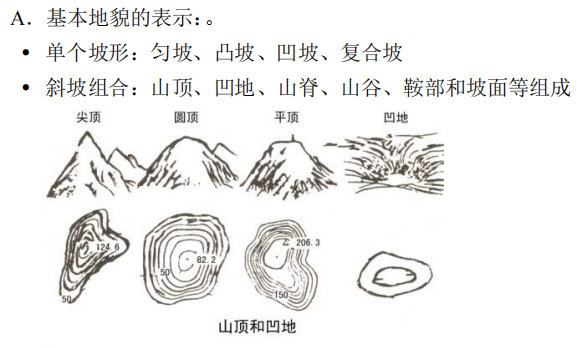 A．基本地貌的表示：。
• 单个坡形：匀坡、凸坡、凹坡、复合坡
• 斜坡组合：山顶、凹地、山脊、山谷、鞍部和坡面等组成
尖顶 圆顶 平顶 凹地
124.6 82.2 206.3
50 50 150
山顶和凹地